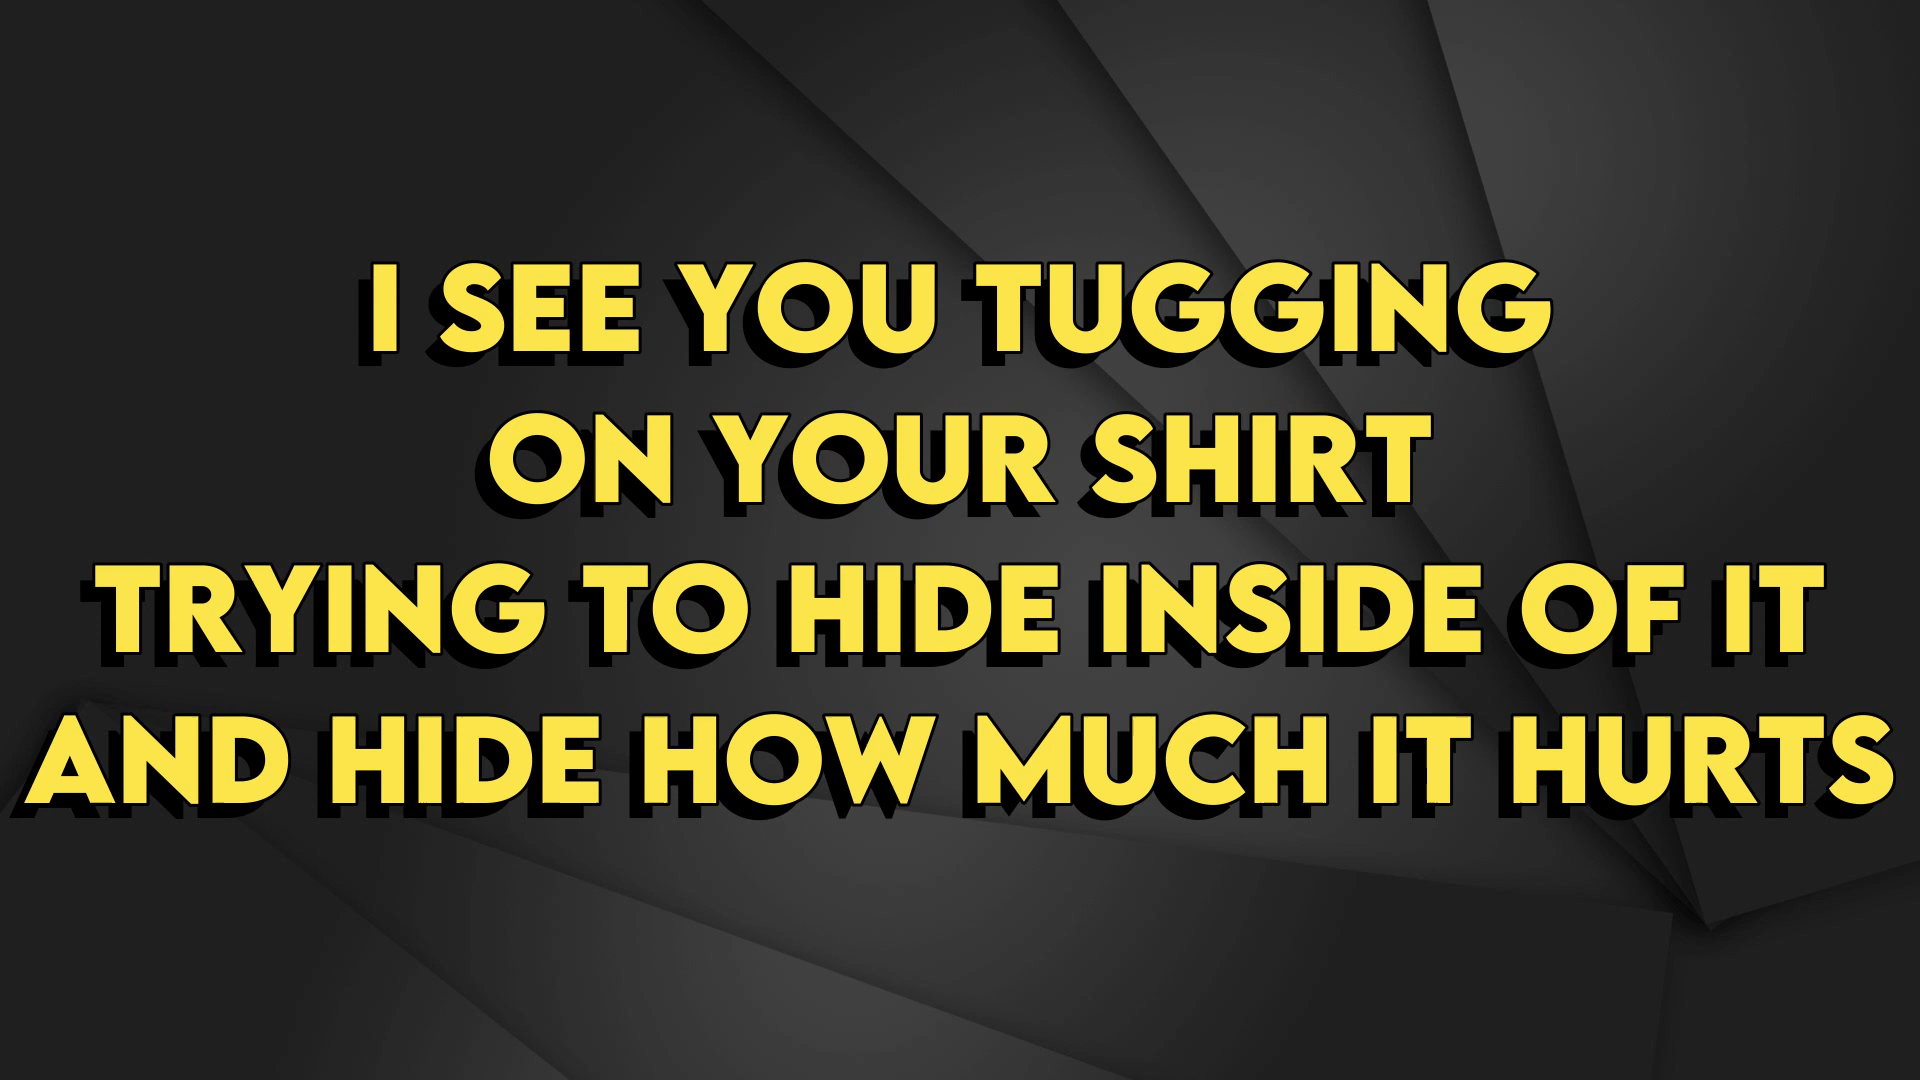 I SEE YOU TUGGING
ON YOUR SHIRT
TRYING TO HIDE INSIDE OF IT
AND HIDE HOW MUCH IT HURTS